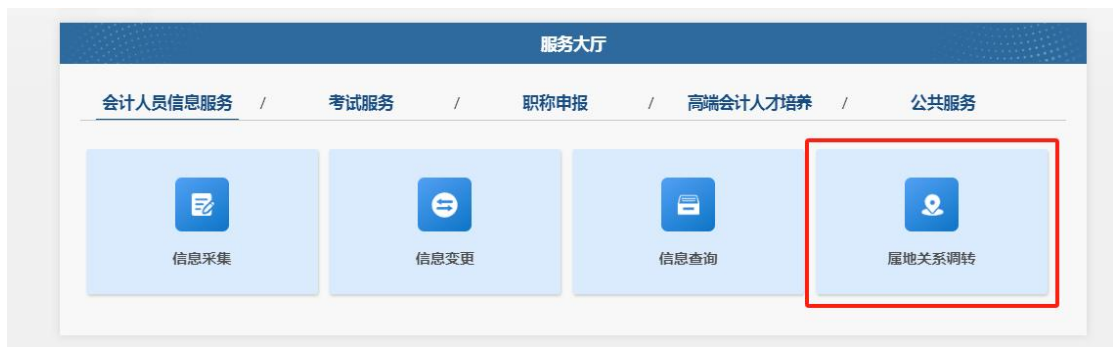 服务大厅
会计人员信息服务 / 考试服务 / 职称申报 / 高端会计人才培养 / 公共服务
信息采集 信息变更 信息查询 属地关系调转